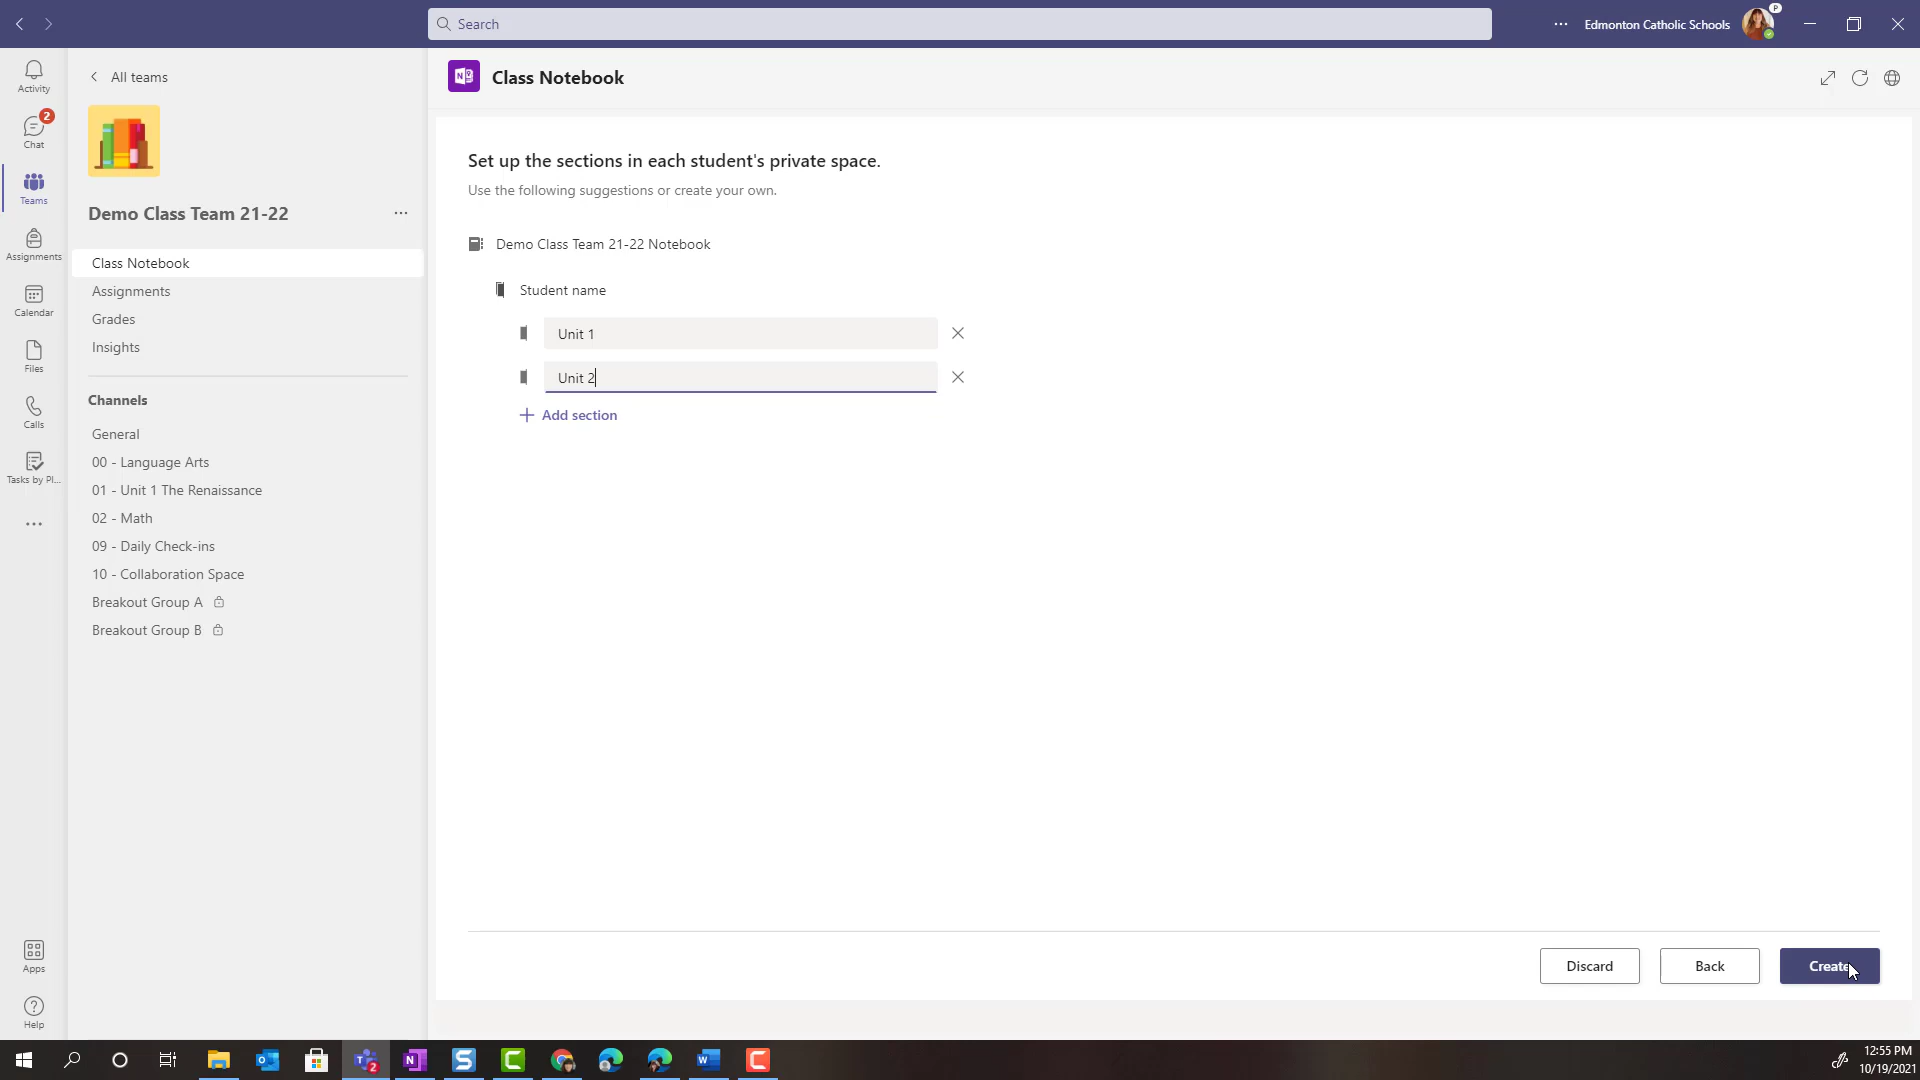 Search
Edmonton Catholic Schools
P
Activity
2
Chat
Teams
Assignments
Calendar
Files
Calls
Tasks by Pl...
Apps
Help
All teams
Demo Class Team 21-22
Class Notebook
Assignments
Grades
Insights
Channels
General
00 - Language Arts
01 - Unit 1 The Renaissance
02 - Math
09 - Daily Check-ins
10 - Collaboration Space
Breakout Group A
Breakout Group B
Class Notebook
Set up the sections in each student's private space.
Use the following suggestions or create your own.
Demo Class Team 21-22 Notebook
Student name
Unit 1
Unit 2
Add section
Discard
Back
Create
12:55 PM
10/19/2021